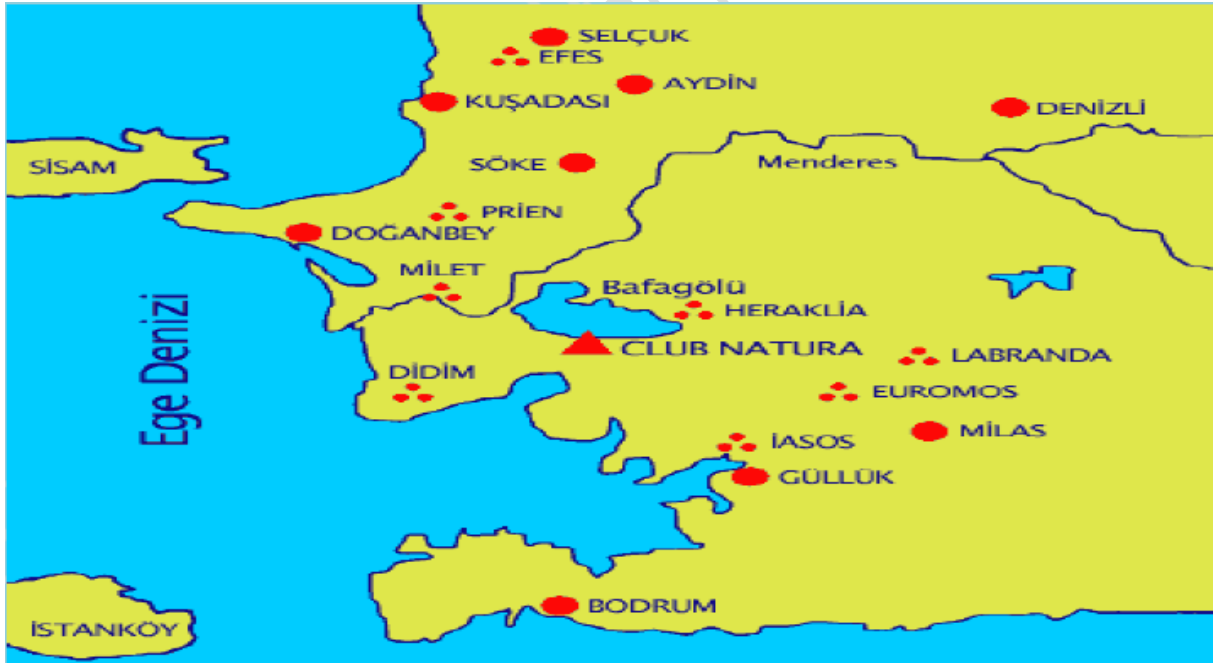 SELÇUK
EFES
AYDİN
KUŞADASI
DENİZLİ
SİSAM
SÖKE
Menderes
PRİEN
DOĞANBEY
MİLET
Bafagölü
HERAKLİA
CLUB NATURA
LABRANDA
Ege Denizi
DİDİM
EUROMOS
MİLAS
İASOS
GÜLLÜK
BODRUM
İSTANKÖY